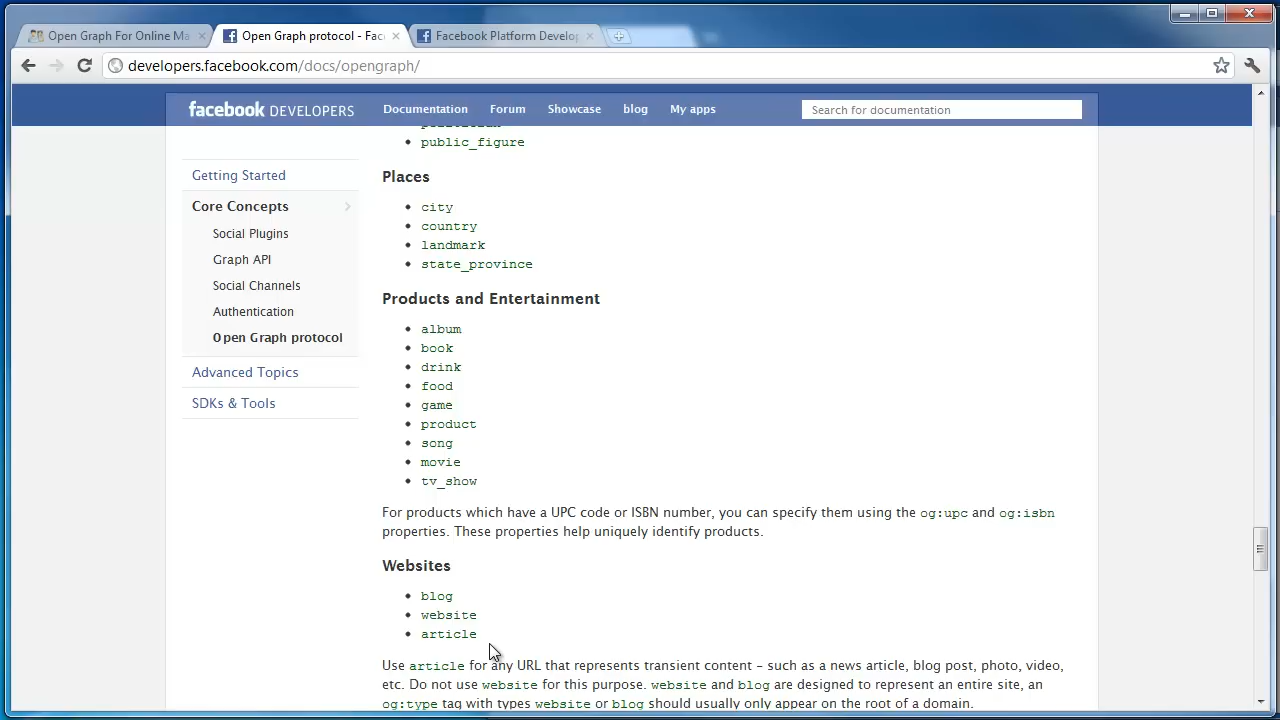 Open Graph For Online Ma
Open Graph protocol - Fac
Facebook Platform Develop
developers.facebook.com/docs/opengraph/
facebook DEVELOPERS
Documentation
Forum
Showcase
blog
My apps
Search for documentation
public_figure
Getting Started
Core Concepts
Social Plugins
Graph API
Social Channels
Authentication
Open Graph protocol
Advanced Topics
SDKs & Tools
Places
city
country
landmark
state_province
Products and Entertainment
album
book
drink
food
game
product
song
movie
tv_show
For products which have a UPC code or ISBN number, you can specify them using the og:upc and og:isbn
properties. These properties help uniquely identify products.
Websites
blog
website
article
Use article for any URL that represents transient content – such as a news article, blog post, photo, video,
etc. Do not use website for this purpose. website and blog are designed to represent an entire site, an
og:type tag with types website or blog should usually only appear on the root of a domain.